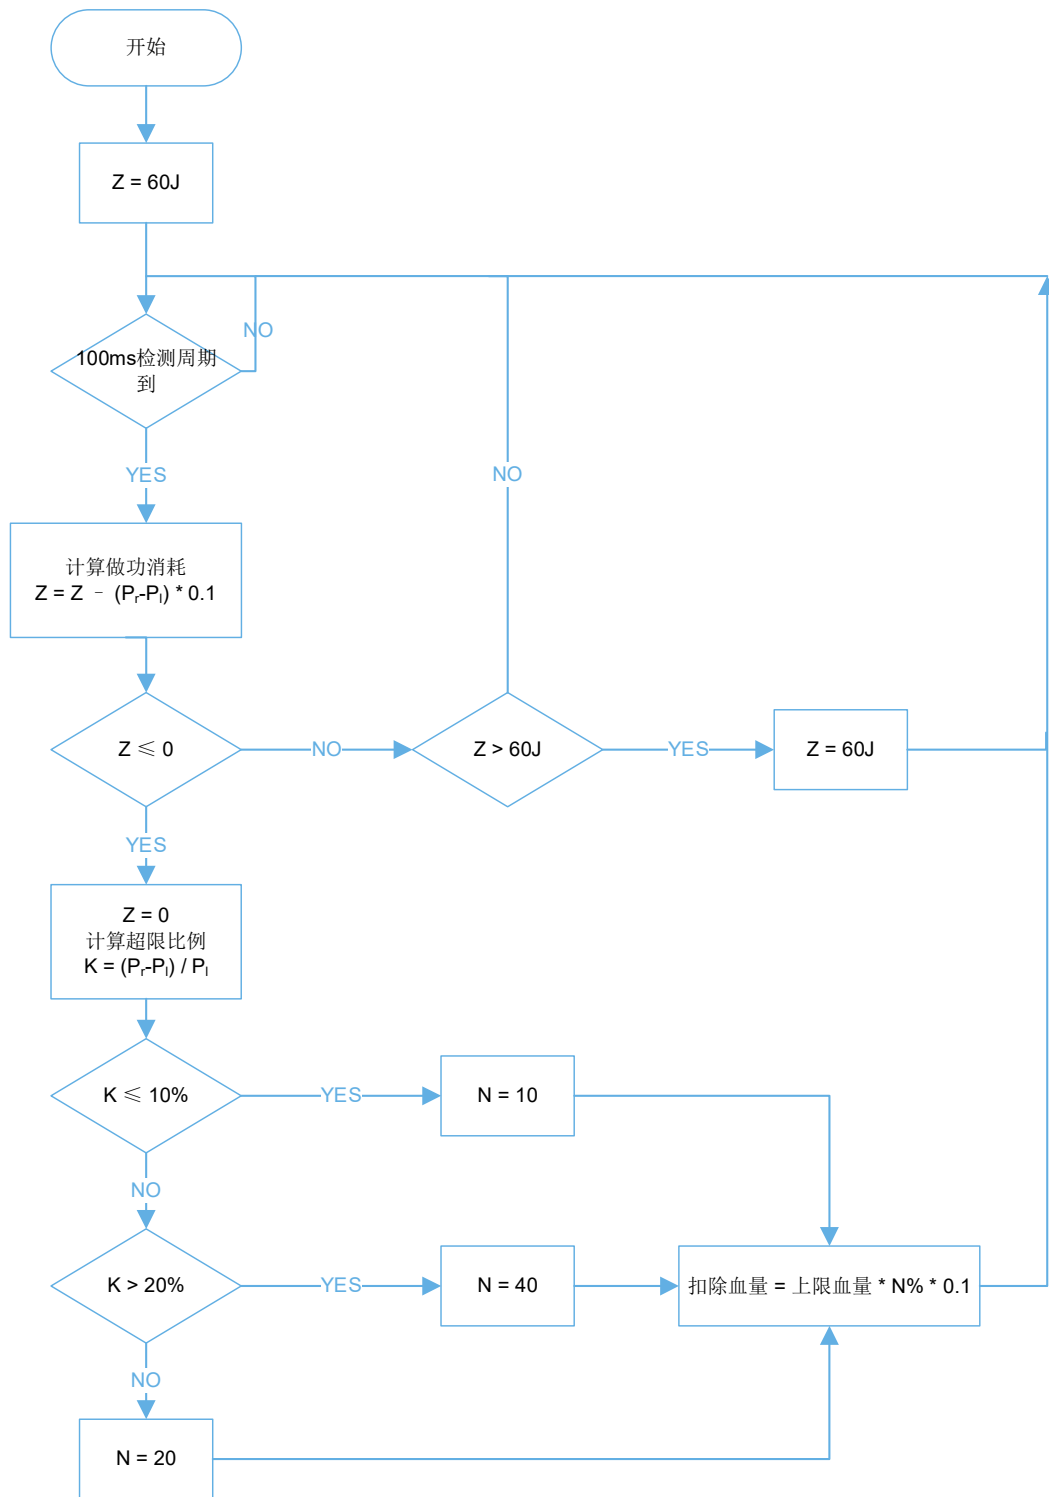 开始
Z = 60J
NO
100ms检测周期
到
YES
NO
计算做功消耗
Z = Z － (Pr-Pl) * 0.1
Z ≤ 0
NO
Z > 60J
YES
Z = 60J
YES
Z = 0
计算超限比例
K = (Pr-Pl) / Pl
K ≤ 10%
YES
N = 10
NO
K > 20%
YES
N = 40
扣除血量 = 上限血量 * N% * 0.1
NO
N = 20